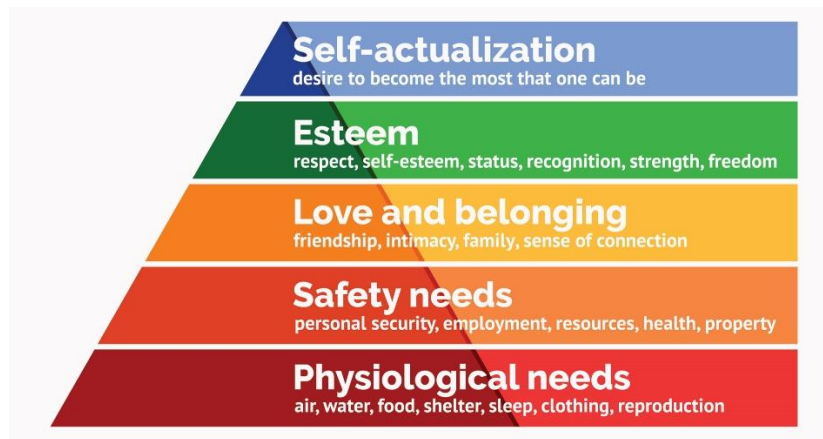 Self-actualization
desire to become the most that one can be
Esteem
respect, self-esteem, status, recognition, strength, freedom
Love and belonging
friendship, intimacy, family, sense of connection
Safety needs
personal security, employment, resources, health, property
Physiological needs
air, water, food, shelter, sleep, clothing, reproduction